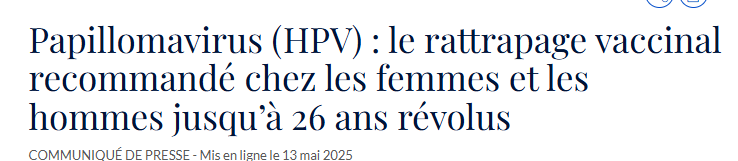 Papillomavirus (HPV) : le rattrapage vaccinal
recommandé chez les femmes et les
hommes jusqu’à 26 ans révolus
COMMUNIQUÉ DE PRESSE - Mis en ligne le 13 mai 2025